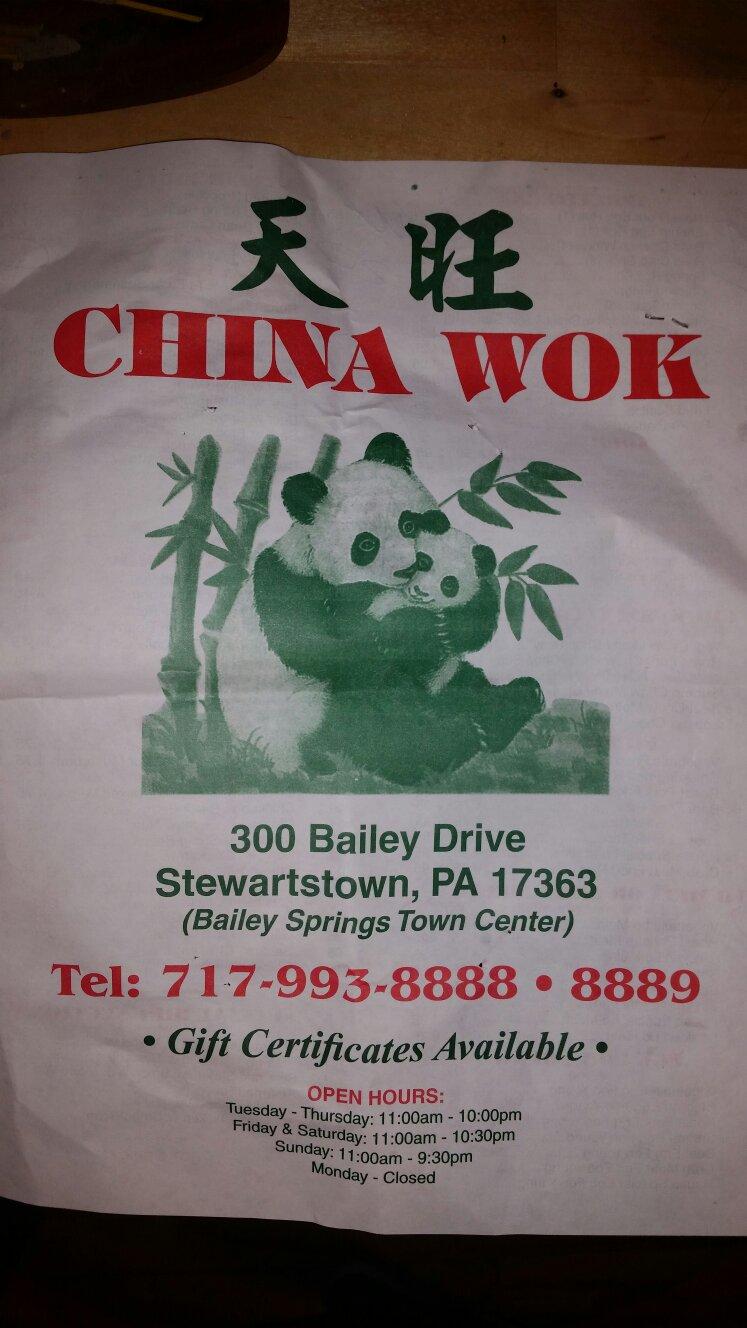 天 旺
CHINA WOK
300 Bailey Drive
Stewartstown, PA 17363
(Bailey Springs Town Center)
Tel: 717-993-8888 • 8889
• Gift Certificates Available •
OPEN HOURS:
Tuesday - Thursday: 11:00am - 10:00pm
Friday & Saturday: 11:00am - 10:30pm
Sunday: 11:00am - 9:30pm
Monday - Closed